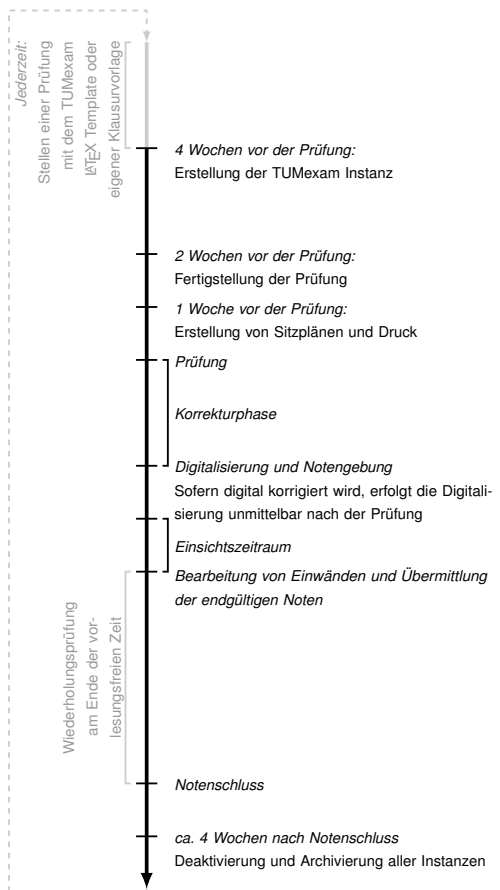 Jederzeit:
Stellen einer Prüfung
mit dem TUMexam
LATEX Template oder
eigener Klausurvorlage
4 Wochen vor der Prüfung:
Erstellung der TUMexam Instanz
2 Wochen vor der Prüfung:
Fertigstellung der Prüfung
1 Woche vor der Prüfung:
Erstellung von Sitzplänen und Druck
Prüfung
Korrekturphase
Digitalisierung und Notengebung
Sofern digital korrigiert wird, erfolgt die Digitali-
sierung unmittelbar nach der Prüfung
Einsichtszeitraum
Bearbeitung von Einwänden und Übermittlung
der endgültigen Noten
Wiederholungsprüfung
am Ende der vor-
lesungsfreien Zeit
Notenschluss
ca. 4 Wochen nach Notenschluss
Deaktivierung und Archivierung aller Instanzen